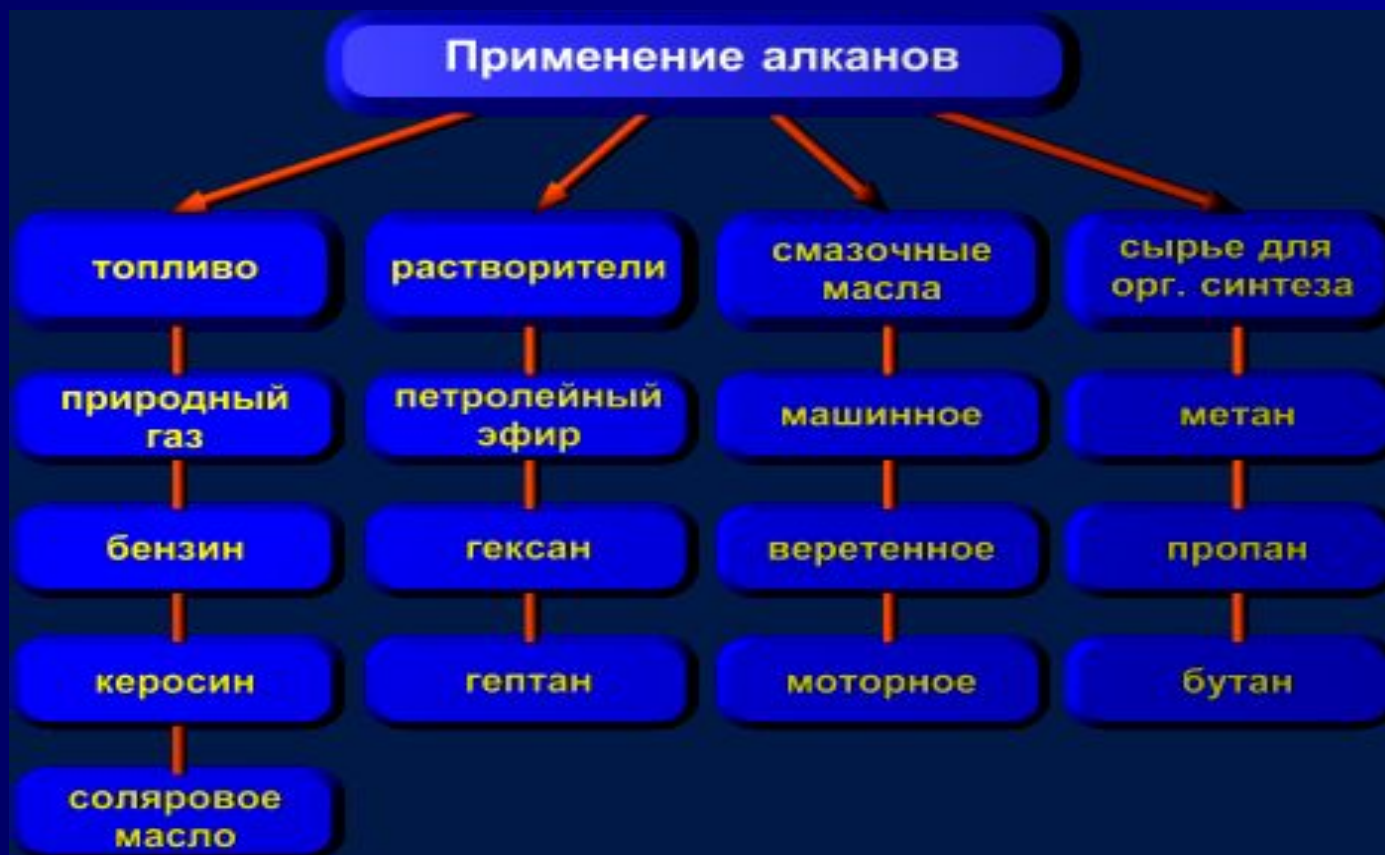 Применение алканов
топливо
природный
газ
бензин
керосин
соляровое
масло
растворители
петролейный
эфир
гексан
гептан
смазочные
масла
машинное
веретенное
моторное
сырье для
орг. синтеза
метан
пропан
бутан